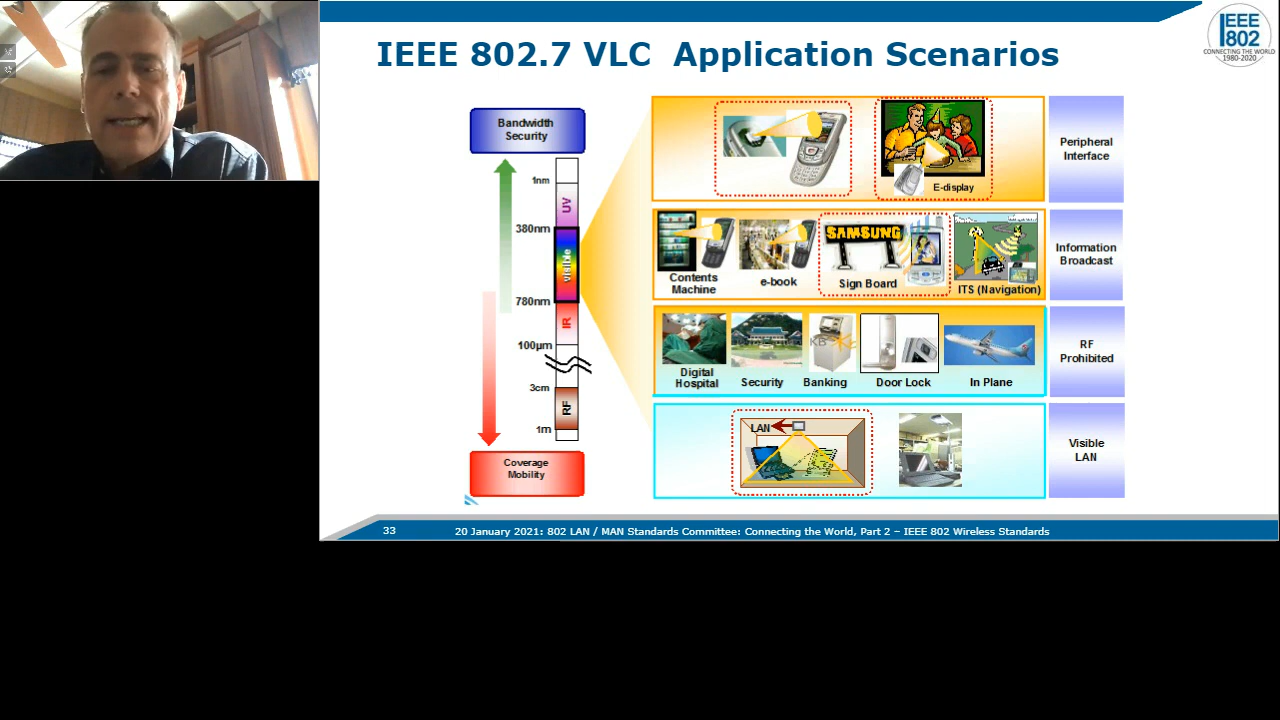 IEEE 802.7 VLC Application Scenarios
IEEE
802
CONNECTING THE WORLD
1980-2020
Bandwidth
Security
1nm
UV
380nm
visible
780nm
IR
100μm
3cm
RF
1m
Coverage
Mobility
E-display
Peripheral
Interface
Contents
Machine
e-book
SAMSUNG
Sign Board
ITS (Navigation)
Information
Broadcast
KB
Digital
Hospital
Security
Banking
Door Lock
In Plane
RF
Prohibited
LAN
Visible
LAN
33
20 January 2021: 802 LAN / MAN Standards Committee: Connecting the World, Part 2 – IEEE 802 Wireless Standards